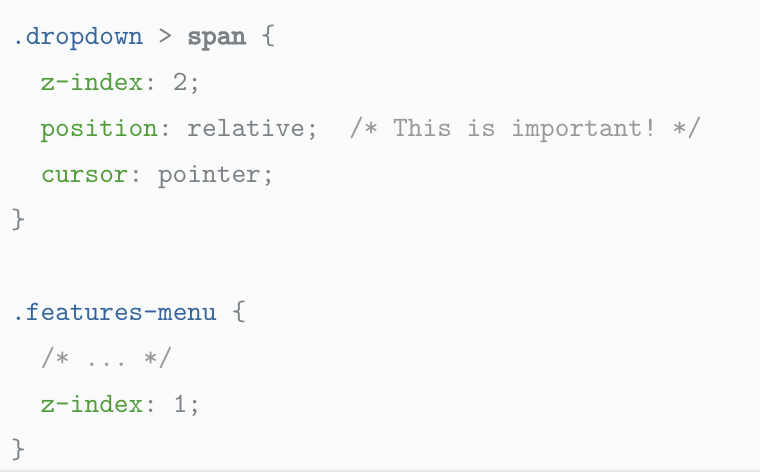 .dropdown > span {
  z-index: 2;
  position: relative;  /* This is important! */
  cursor: pointer;
}

.features-menu {
  /* ... */
  z-index: 1;
}